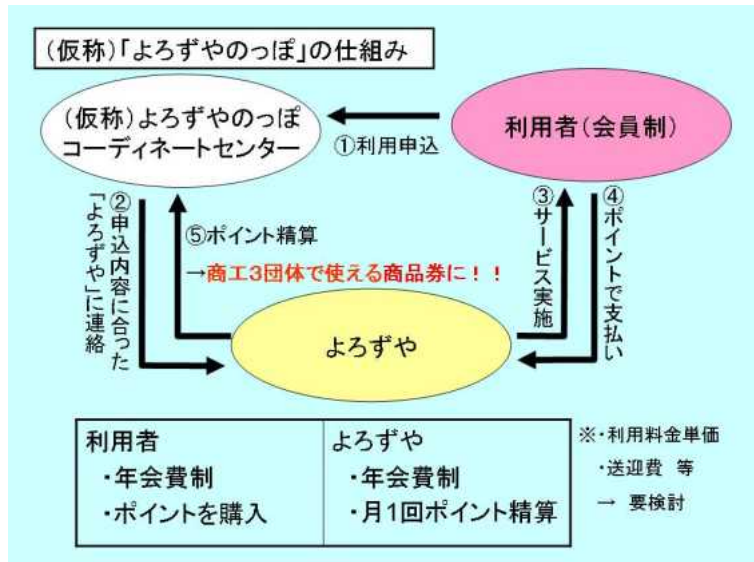 (仮称)「よろずやのっぽ」の仕組み
(仮称)よろずやのっぽ
コーディネートセンター
利用者(会員制)
①利用申込
②申込内容に合った
「よろずや」に連絡
⑤ポイント精算
→商工3団体で使える商品券に!!
③サービス実施
④ポイントで支払い
よろずや
利用者
・年会費制
・ポイントを購入
よろずや
・年会費制
・月1回ポイント精算
※・利用料金単価
・送迎費 等
→ 要検討